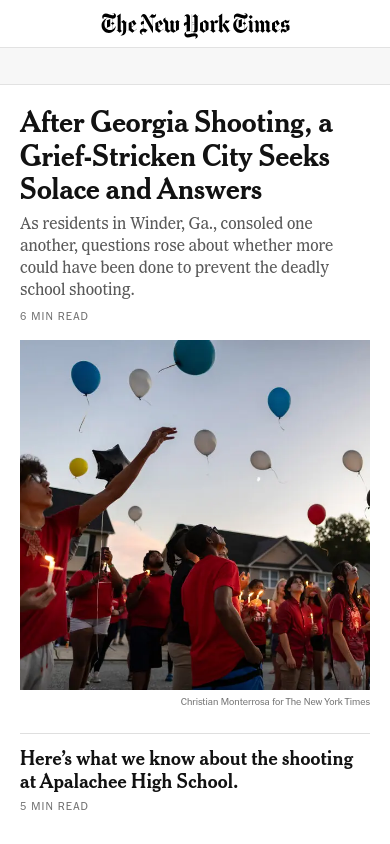 The New York Times
After Georgia Shooting, a
Grief-Stricken City Seeks
Solace and Answers
As residents in Winder, Ga., consoled one
another, questions rose about whether more
could have been done to prevent the deadly
school shooting.
6 MIN READ
Christian Monterrosa for The New York Times
Here’s what we know about the shooting
at Apalachee High School.
5 MIN READ